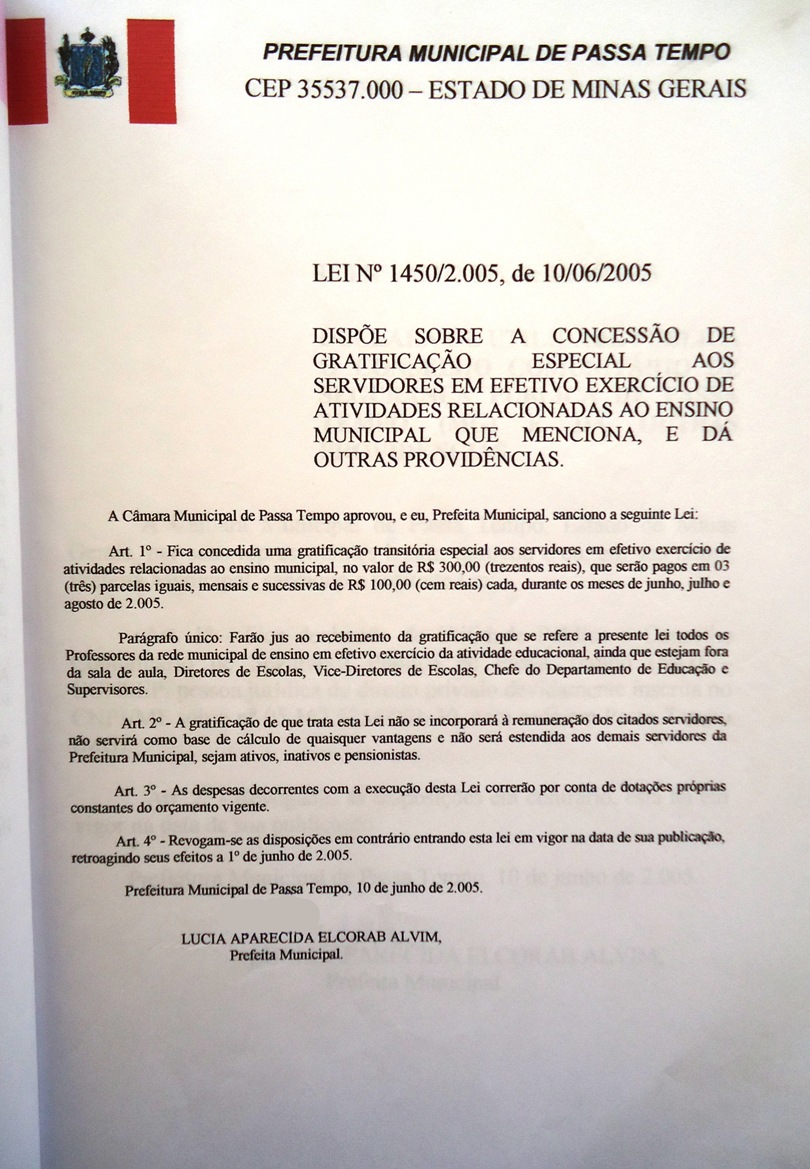 PREFEITURA MUNICIPAL DE PASSA TEMPO
CEP 35537.000 – ESTADO DE MINAS GERAIS
LEI Nº 1450/2.005, de 10/06/2005
DISPÕE SOBRE A CONCESSÃO DE
GRATIFICAÇÃO ESPECIAL AOS
SERVIDORES EM EFETIVO EXERCÍCIO DE
ATIVIDADES RELACIONADAS AO ENSINO
MUNICIPAL QUE MENCIONA, E DÁ
OUTRAS PROVIDÊNCIAS.
A Câmara Municipal de Passa Tempo aprovou, e eu, Prefeita Municipal, sanciono a seguinte Lei:
Art. 1º - Fica concedida uma gratificação transitória especial aos servidores em efetivo exercício de
atividades relacionadas ao ensino municipal, no valor de R$ 300,00 (trezentos reais), que serão pagos em 03
(três) parcelas iguais, mensais e sucessivas de R$ 100,00 (cem reais) cada, durante os meses de junho, julho e
agosto de 2.005.
Parágrafo único: Farão jus ao recebimento da gratificação que se refere a presente lei todos os
Professores da rede municipal de ensino em efetivo exercício da atividade educacional, ainda que estejam fora
da sala de aula, Diretores de Escolas, Vice-Diretores de Escolas, Chefe do Departamento de Educação e
Supervisores.
Art. 2º - A gratificação de que trata esta Lei não se incorporará à remuneração dos citados servidores,
não servirá como base de cálculo de quaisquer vantagens e não será estendida aos demais servidores da
Prefeitura Municipal, sejam ativos, inativos e pensionistas.
Art. 3º - As despesas decorrentes com a execução desta Lei correrão por conta de dotações próprias
constantes do orçamento vigente.
Art. 4º - Revogam-se as disposições em contrário entrando esta lei em vigor na data de sua publicação,
retroagindo seus efeitos a 1º de junho de 2.005.
Prefeitura Municipal de Passa Tempo, 10 de junho de 2.005.
LUCIA APARECIDA ELCORAB ALVIM,
Prefeita Municipal.